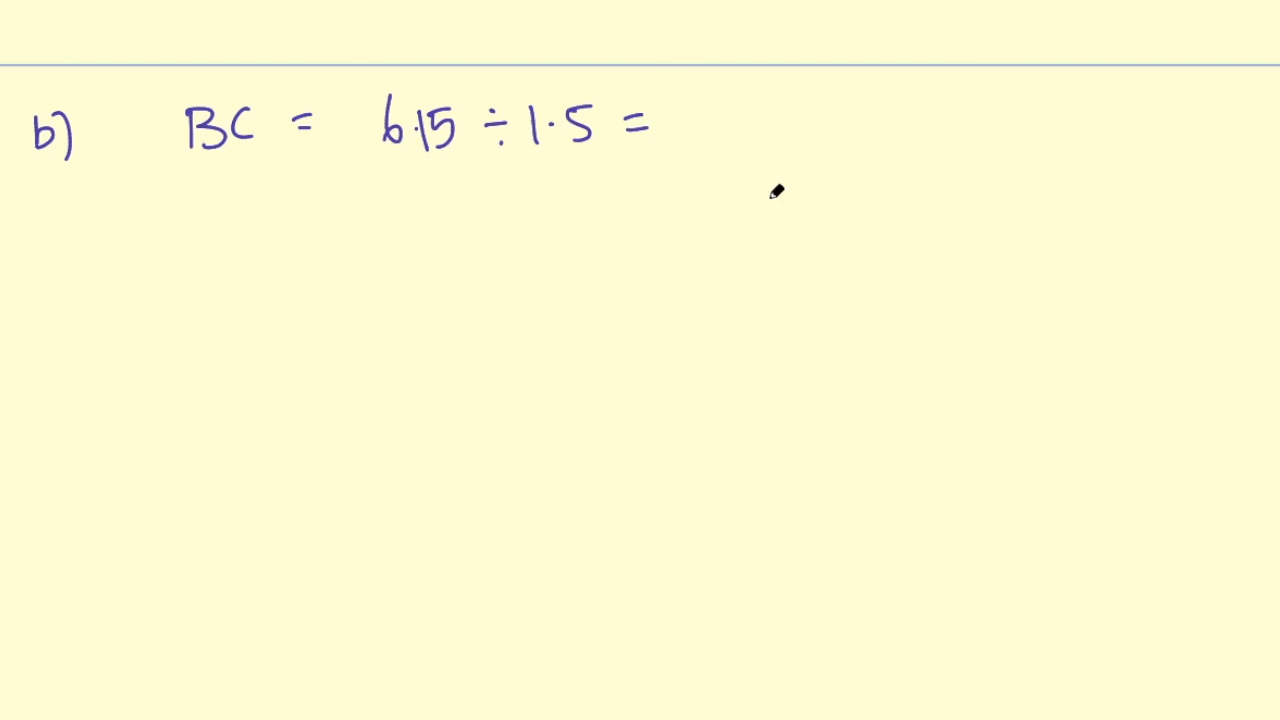 b) BC = 6.15 ÷ 1.5 =